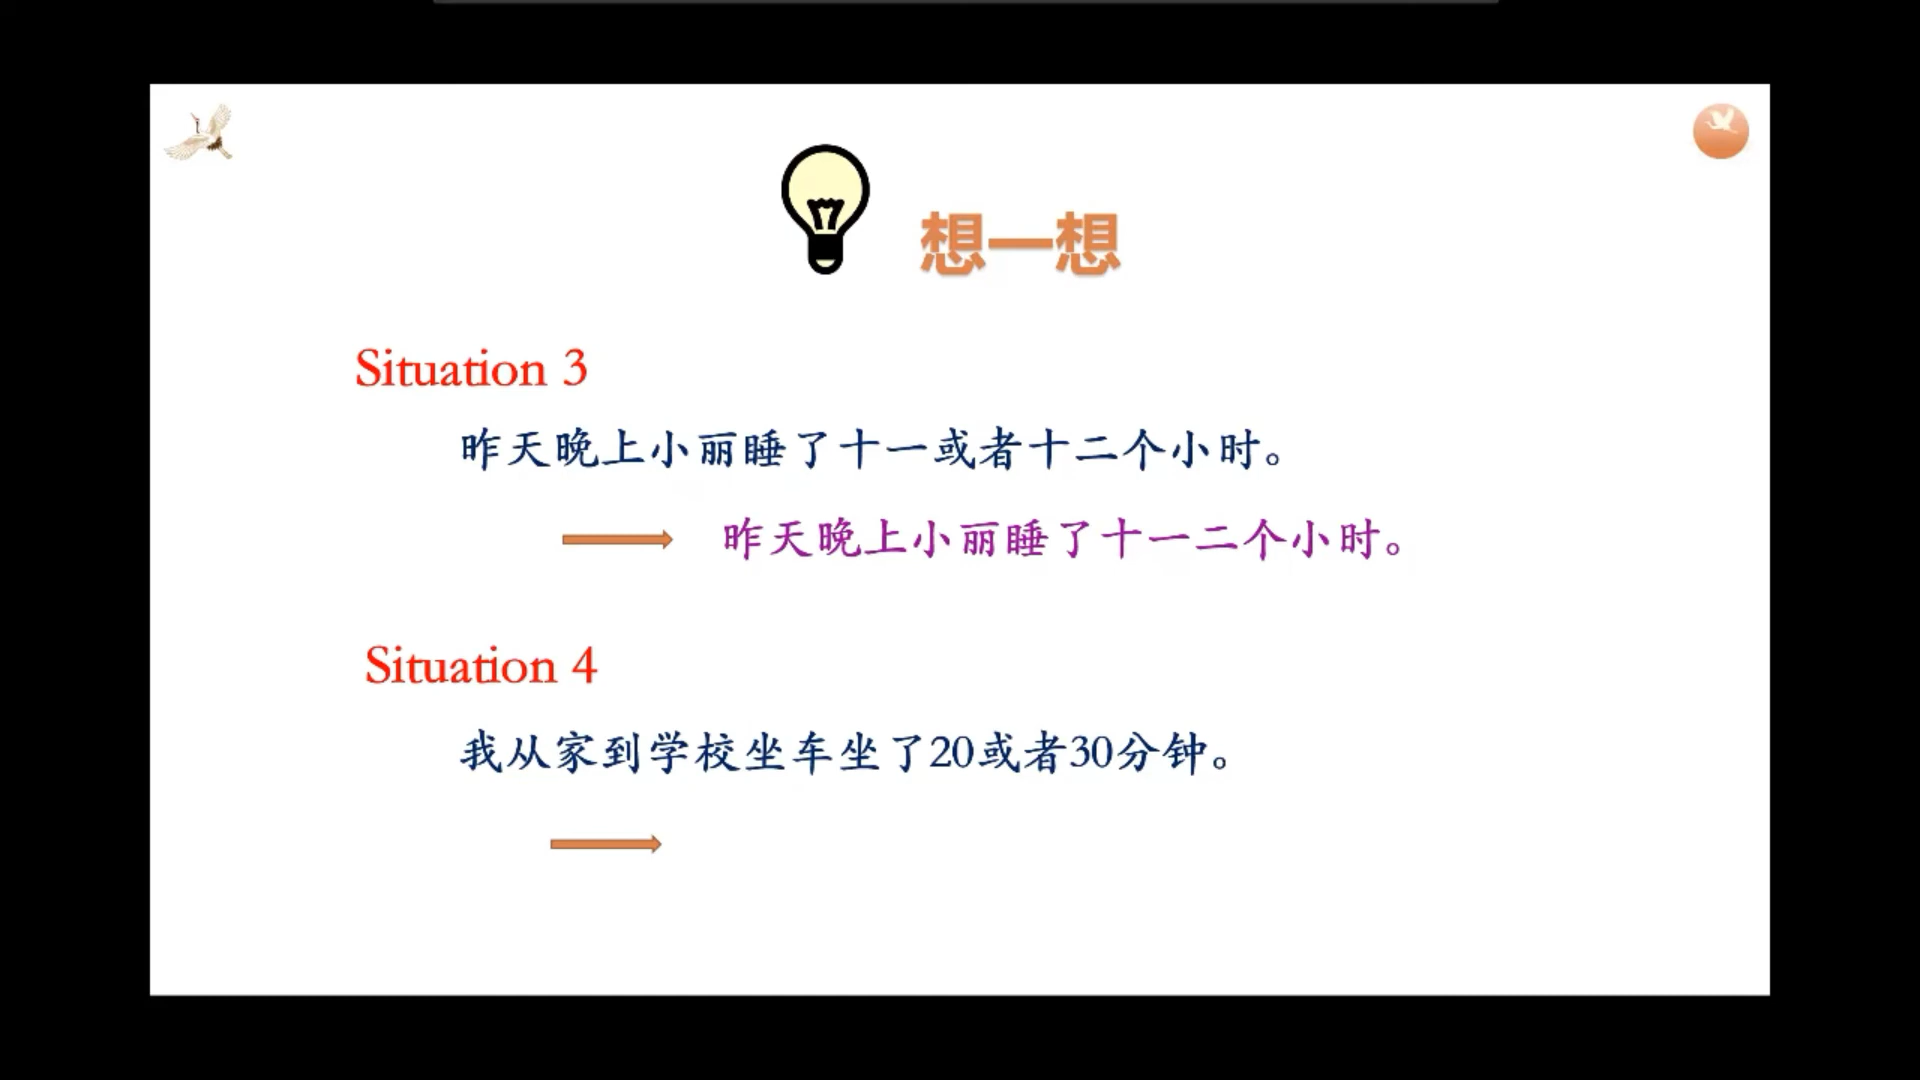 想一想
Situation 3
昨天晚上小丽睡了十一或者十二个小时。
昨天晚上小丽睡了十一二个小时。
Situation 4
我从家到学校坐车坐了20或者30分钟。